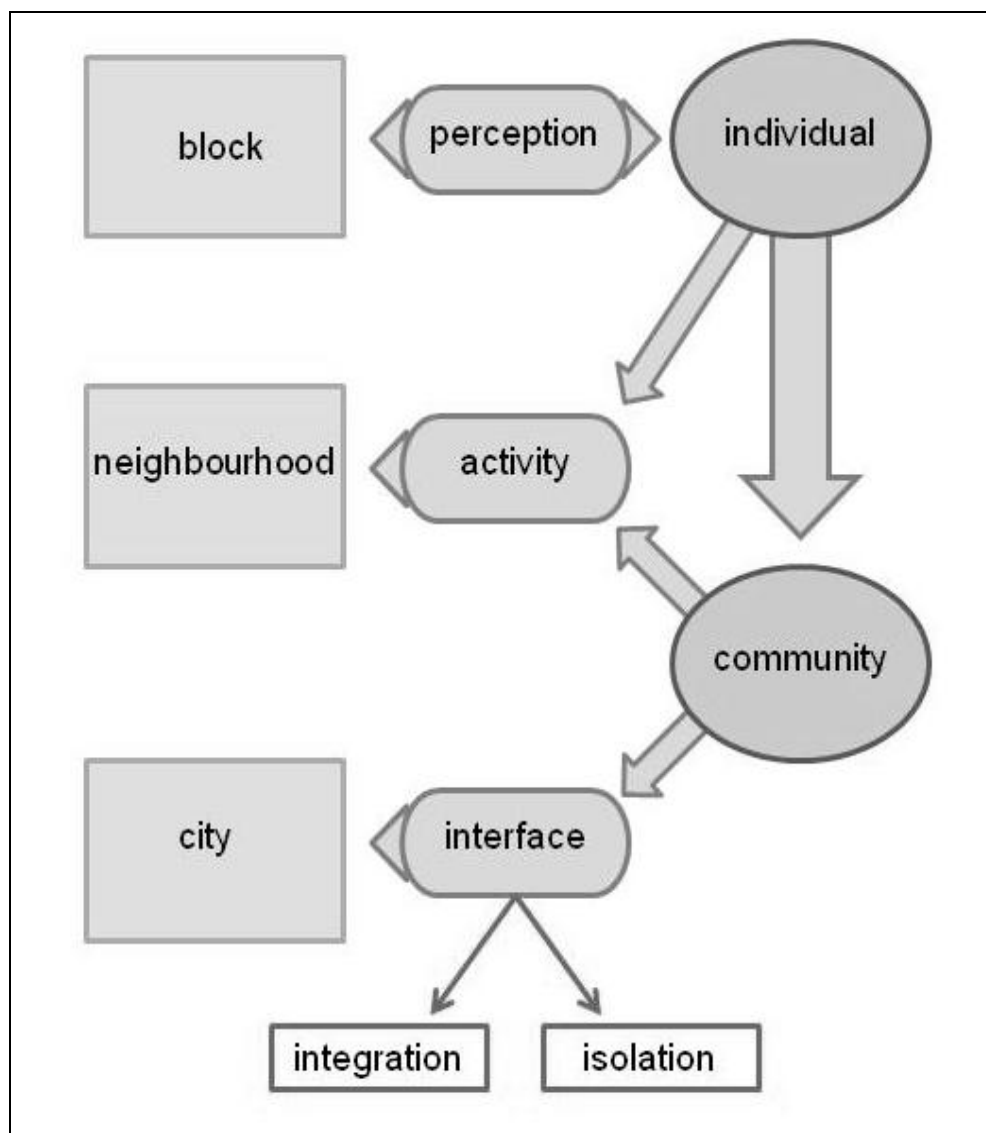 block
perception
individual
neighbourhood
activity
community
city
interface
integration
isolation